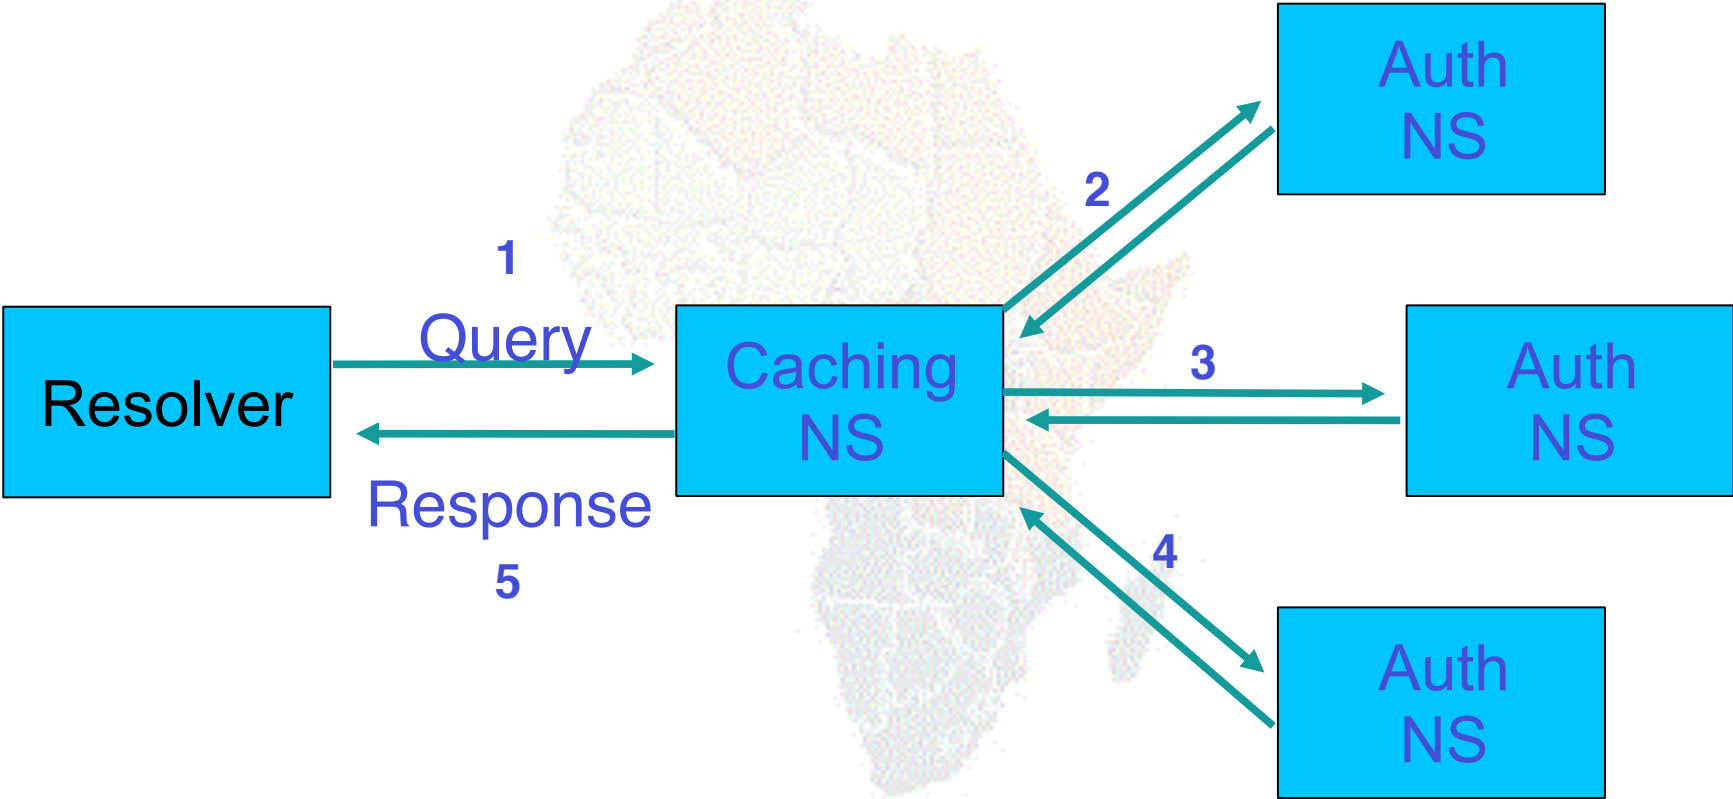 Auth
NS
2
1
Query
Resolver
Response
5
Caching
NS
3
Auth
NS
4
Auth
NS